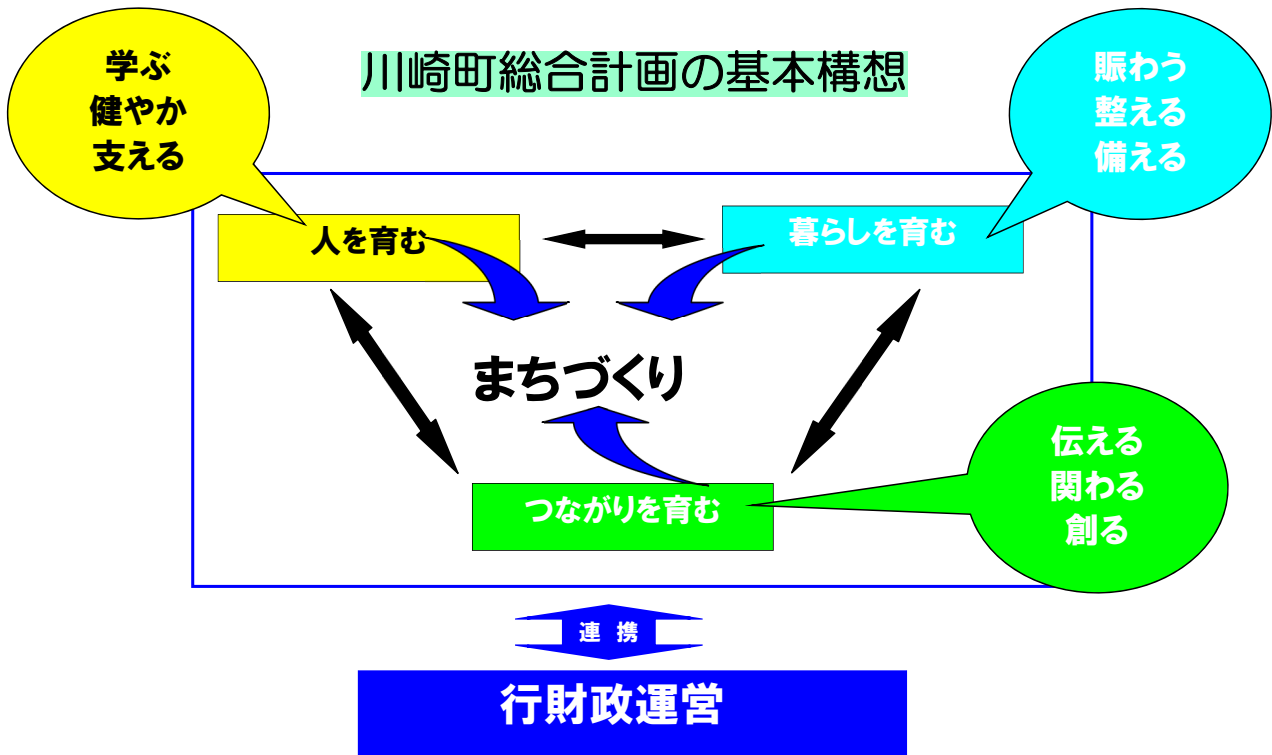 川崎町総合計画の基本構想
学ぶ
健やか
支える
賑わう
整える
備える
人を育む
暮らしを育む
まちづくり
伝える
関わる
創る
つながりを育む
連 携
行財政運営